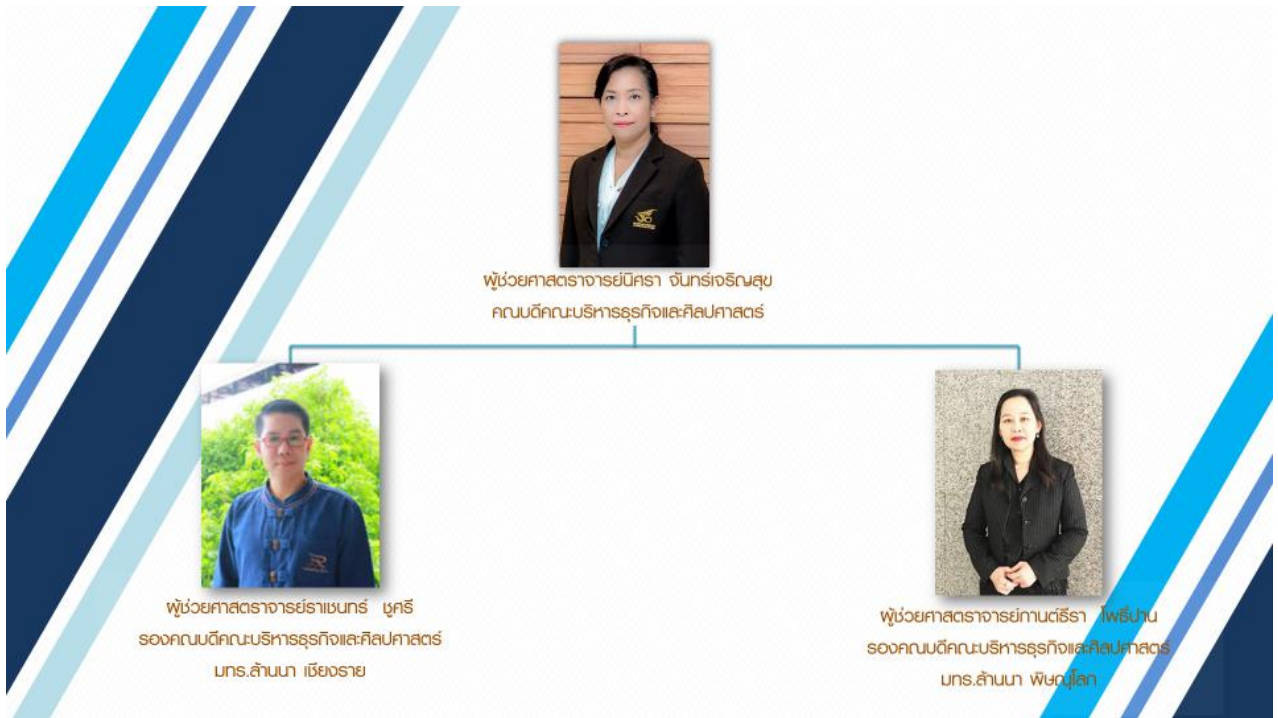 ผู้ช่วยศาสตราจารย์นิศรา จันทร์เจริญสุข
คณบดีคณะบริหารธุรกิจและศิลปศาสตร์
ผู้ช่วยศาสตราจารย์ราเชนทร์ ชูศรี
รองคณบดีคณะบริหารธุรกิจและศิลปศาสตร์
มทร.ล้านนา เชียงราย
ผู้ช่วยศาสตราจารย์กานต์ธีรา โพธิ์ปาน
รองคณบดีคณะบริหารธุรกิจและศิลปศาสตร์
มทร.ล้านนา พิษณุโลก